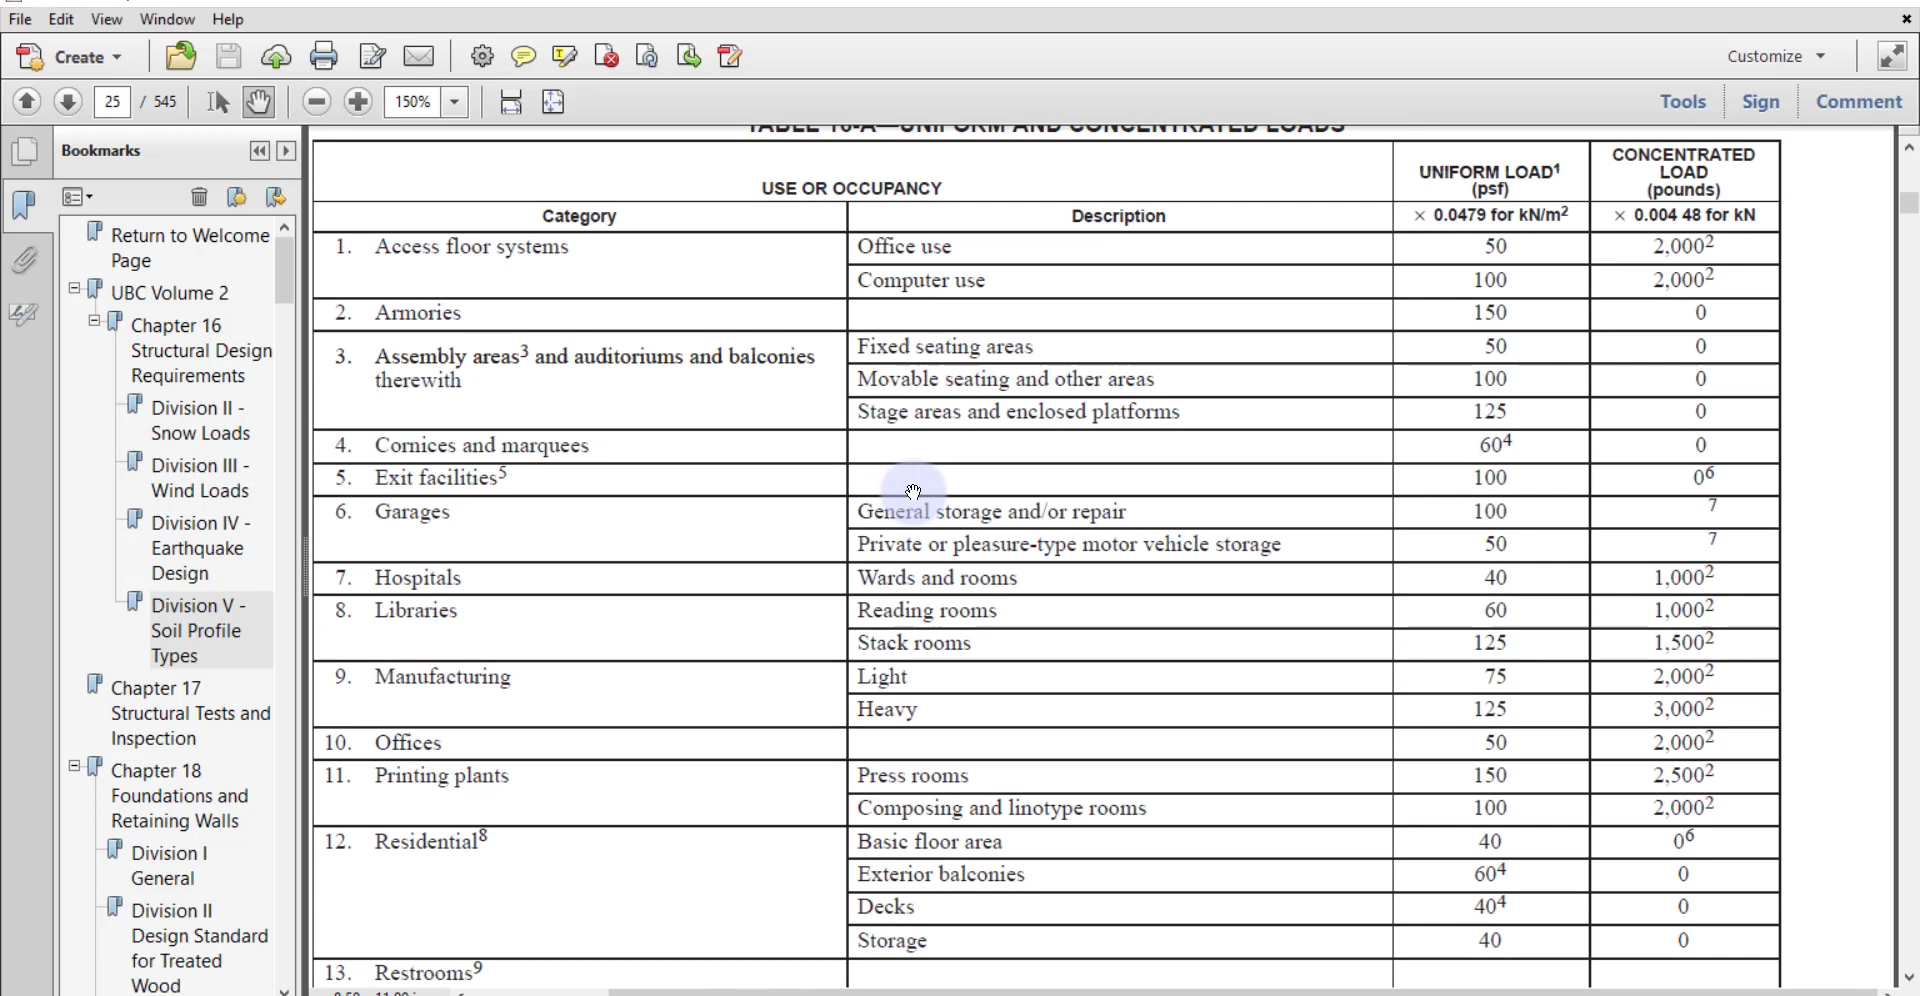 File Edit View Window Help
Create
Customize
25 / 545
150%
Tools Sign Comment
Bookmarks
Return to Welcome
Page
UBC Volume 2
Chapter 16
Structural Design
Requirements
Division II -
Snow Loads
Division III -
Wind Loads
Division IV -
Earthquake
Design
Division V -
Soil Profile
Types
Chapter 17
Structural Tests and
Inspection
Chapter 18
Foundations and
Retaining Walls
Division I
General
Division II
Design Standard
for Treated
Wood
TABLE 16-A—UNIFORM AND CONCENTRATED LOADS
USE OR OCCUPANCY
UNIFORM LOAD¹
(psf)
CONCENTRATED
LOAD
(pounds)
Category Description × 0.0479 for kN/m² × 0.004 48 for kN
1. Access floor systems Office use 50 2,000²
Computer use 100 2,000²
2. Armories 150 0
3. Assembly areas³ and auditoriums and balconies
therewith
Fixed seating areas 50 0
Movable seating and other areas 100 0
Stage areas and enclosed platforms 125 0
4. Cornices and marquees 60⁴ 0
5. Exit facilities⁵ 100 0⁶
6. Garages General storage and/or repair 100 ⁷
Private or pleasure-type motor vehicle storage 50 ⁷
7. Hospitals Wards and rooms 40 1,000²
8. Libraries Reading rooms 60 1,000²
Stack rooms 125 1,500²
9. Manufacturing Light 75 2,000²
Heavy 125 3,000²
10. Offices 50 2,000²
11. Printing plants Press rooms 150 2,500²
Composing and linotype rooms 100 2,000²
12. Residential⁸ Basic floor area 40 0⁶
Exterior balconies 60⁴ 0
Decks 40⁴ 0
Storage 40 0
13. Restrooms⁹